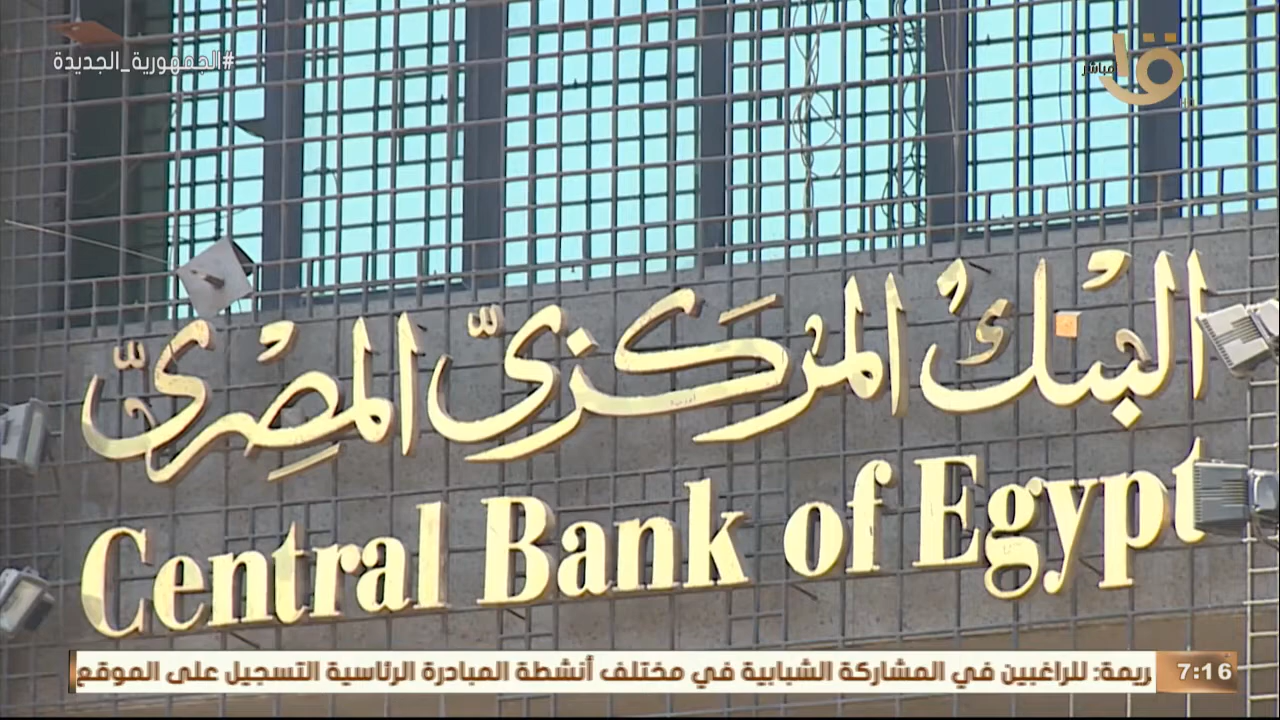 #الجمهورية_الجديدة
مباشر
HD
البنك المركزي المصري
Central Bank of Egypt
ريمة: للراغبين في المشاركة الشبابية في مختلف أنشطة المبادرة الرئاسية التسجيل على الموقع
7:16